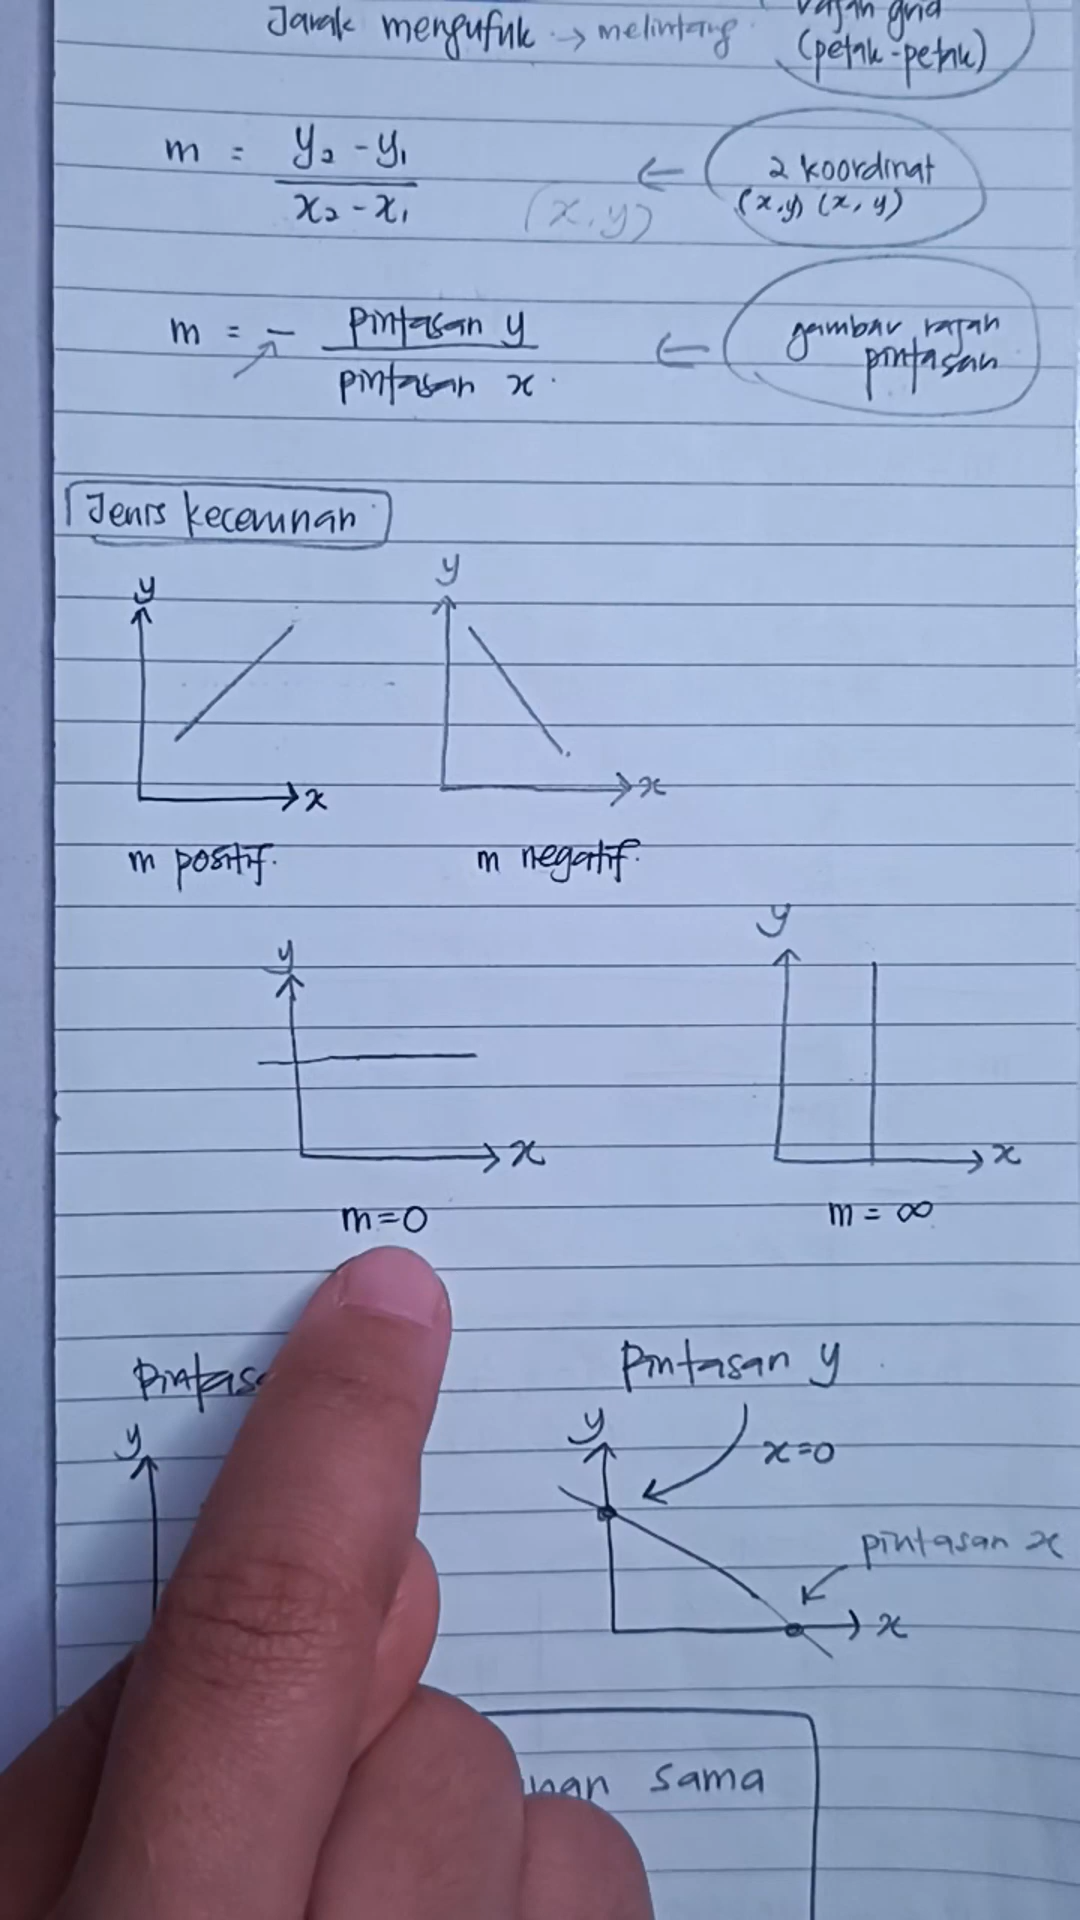 Jarak mengufuk → melintang
rajah grid
(petak-petak)
m = y₂ - y₁ / x₂ - x₁
(x, y)
← 2 koordinat
(x,y) (x, y)
m = - pintasan y / pintasan x.
← gambar rajah
pintasan
Jenis kecerunan
y
x
m positif.
y
x
m negatif.
y
x
m=0
y
x
m = ∞
y
pintasan y
y
x=0
pintasan x
x
sama